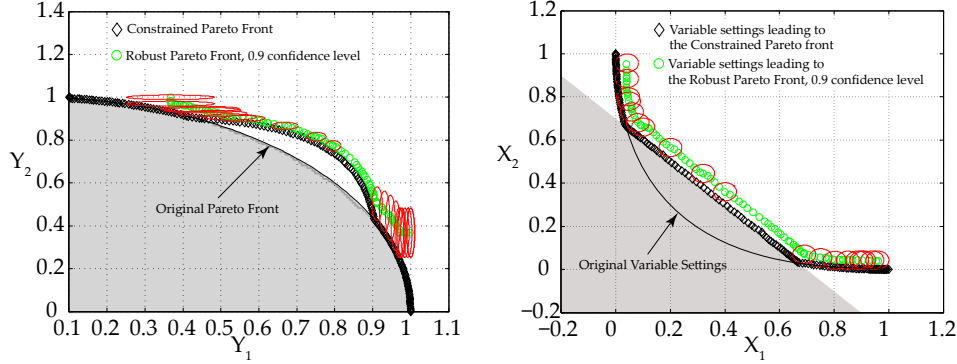 Constrained Pareto Front
Robust Pareto Front, 0.9 confidence level
1.2
1
0.8
0.6
0.4
0.2
0
Y2
Original Pareto Front
0.1 0.2 0.3 0.4 0.5 0.6 0.7 0.8 0.9 1 1.1
Y1
Variable settings leading to
the Constrained Pareto front
Variable settings leading to
the Robust Pareto Front, 0.9 confidence level
1.2
1
0.8
0.6
0.4
0.2
0
−0.2
X2
Original Variable Settings
−0.2 0 0.2 0.4 0.6 0.8 1 1.2
X1